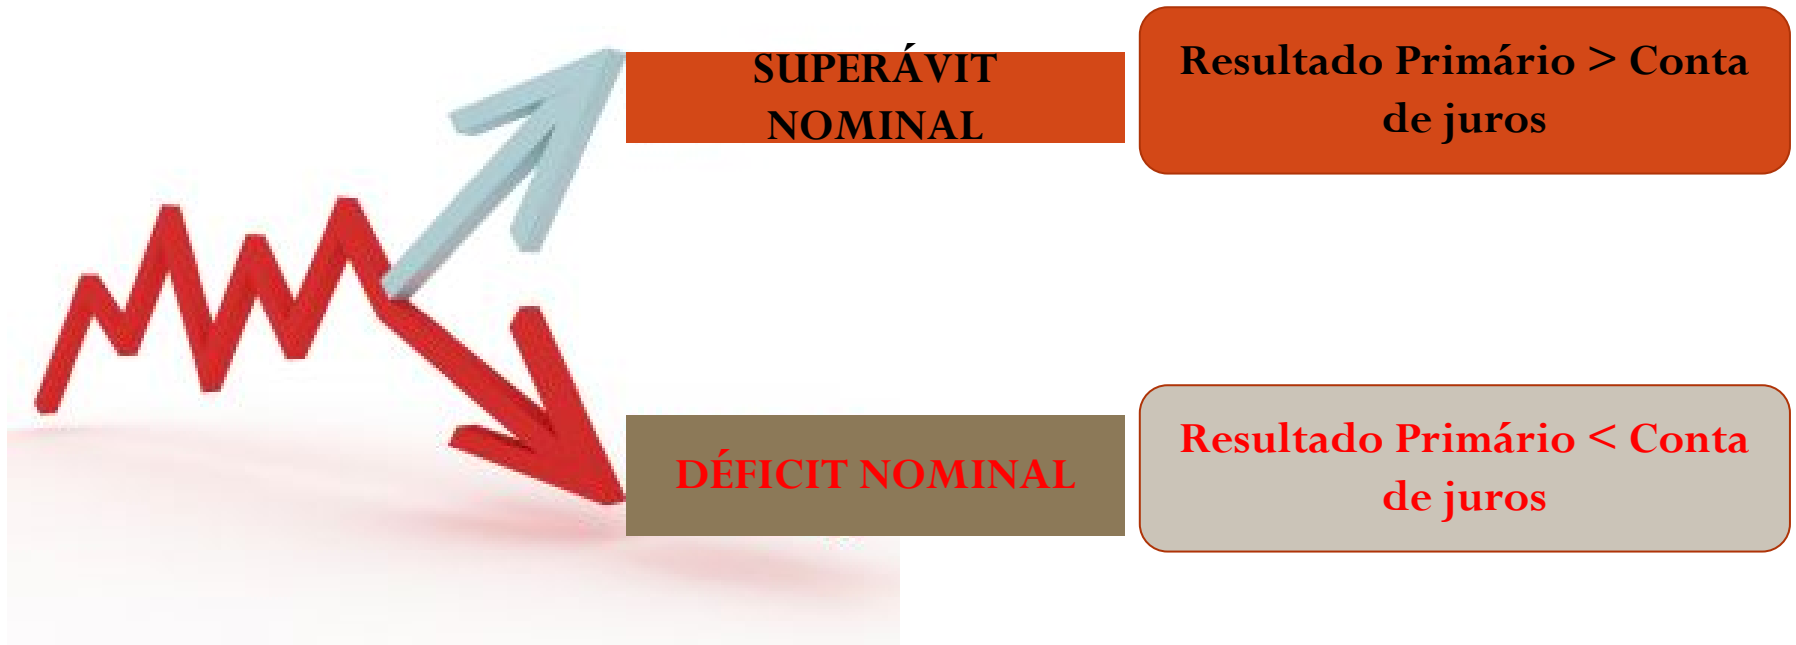 SUPERÁVIT
NOMINAL
Resultado Primário > Conta
de juros
DÉFICIT NOMINAL
Resultado Primário < Conta
de juros